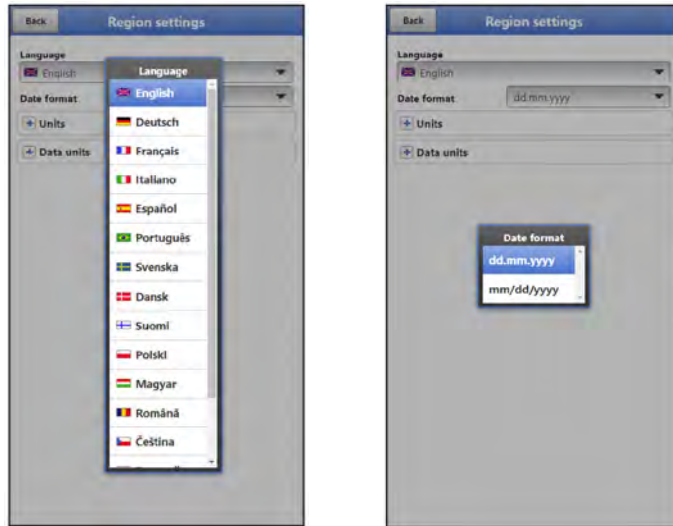 Back
Region settings
Language
English
Date format
Units
Data units
Language
English
Deutsch
Français
Italiano
Español
Português
Svenska
Dansk
Suomi
Polski
Magyar
Română
Čeština
Back
Region settings
Language
English
Date format
dd.mm.yyyy
Units
Data units
Date format
dd.mm.yyyy
mm/dd/yyyy